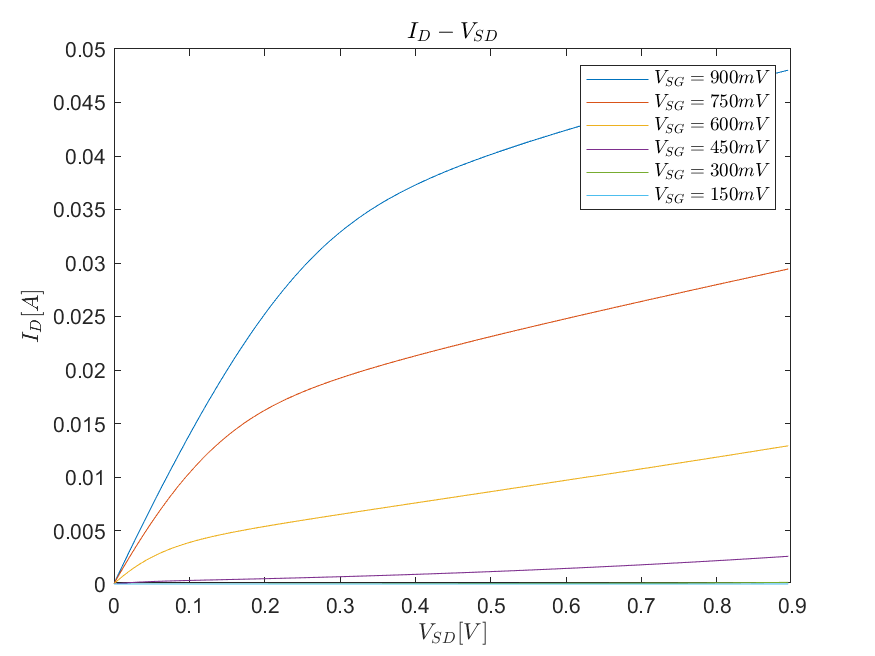 I_D − V_SD
0.05
0.045
0.04
0.035
0.03
0.025
0.02
0.015
0.01
0.005
0
I_D[A]
V_SG = 900mV
V_SG = 750mV
V_SG = 600mV
V_SG = 450mV
V_SG = 300mV
V_SG = 150mV
0 0.1 0.2 0.3 0.4 0.5 0.6 0.7 0.8 0.9
V_SD[V]